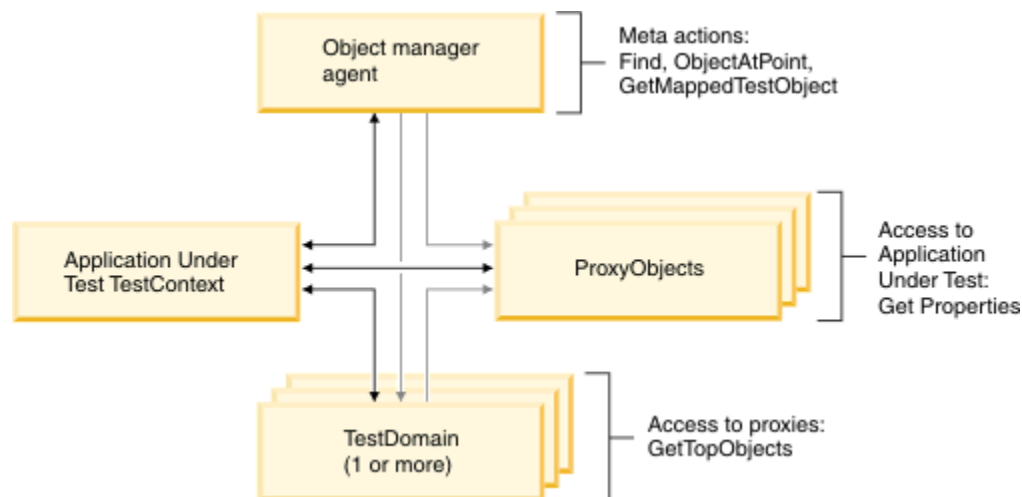 Object manager
agent
Meta actions:
Find, ObjectAtPoint,
GetMappedTestObject
Application Under
Test TestContext
ProxyObjects
Access to
Application
Under Test:
Get Properties
TestDomain
(1 or more)
Access to proxies:
GetTopObjects